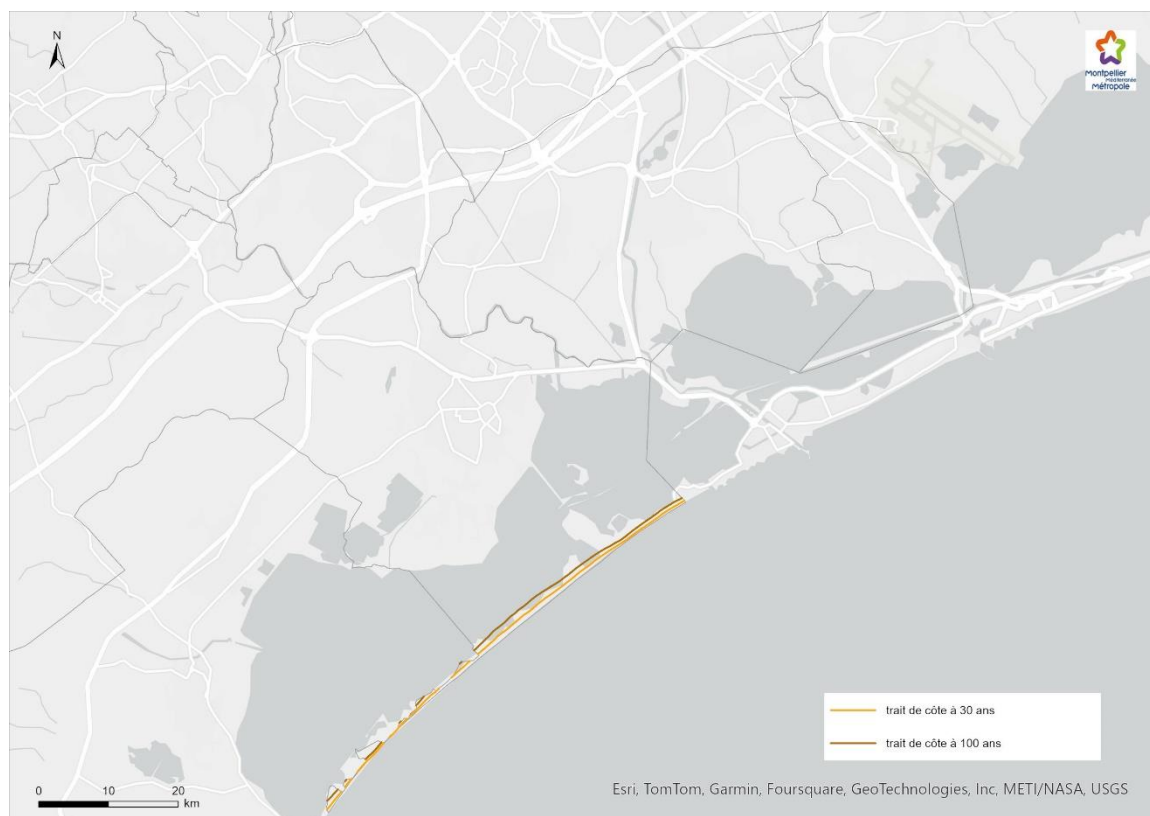 N
Montpellier
Méditerranée
Métropole
trait de côte à 30 ans
trait de côte à 100 ans
0 10 20
km
Esri, TomTom, Garmin, Foursquare, GeoTechnologies, Inc, METI/NASA, USGS